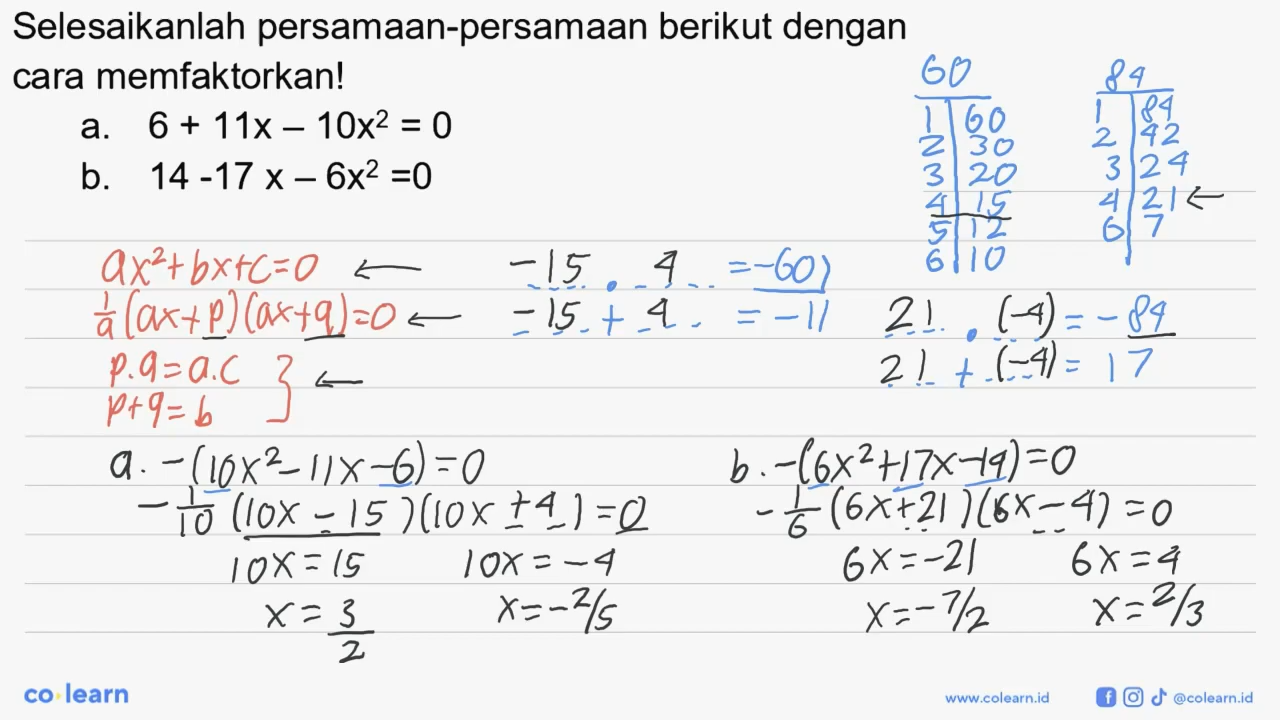 Selesaikanlah persamaan-persamaan berikut dengan
cara memfaktorkan!
a. 6 + 11x – 10x² = 0
b. 14 -17 x – 6x² =0
60
1 60
2 30
3 20
4 15
5 12
6 10
84
1 84
2 42
3 24
4 21 ←
6 7
ax²+bx+c=0 ←
1/a (ax+p)(ax+q)=0 ←
p.q=a.c
p+q=b } ←
-15 . 4 = -60
-15 + 4 = -11
21 . (-4) = -84
21 + (-4) = 17
a. -(10x²-11x-6)=0
-1/10 (10x - 15)(10x + 4) = 0
10x = 15 10x = -4
x = 3/2 x = -2/5
b. -(6x²+17x-14)=0
-1/6 (6x+21)(6x-4) = 0
6x = -21 6x = 4
x = -7/2 x = 2/3
co·learn
www.colearn.id @colearn.id